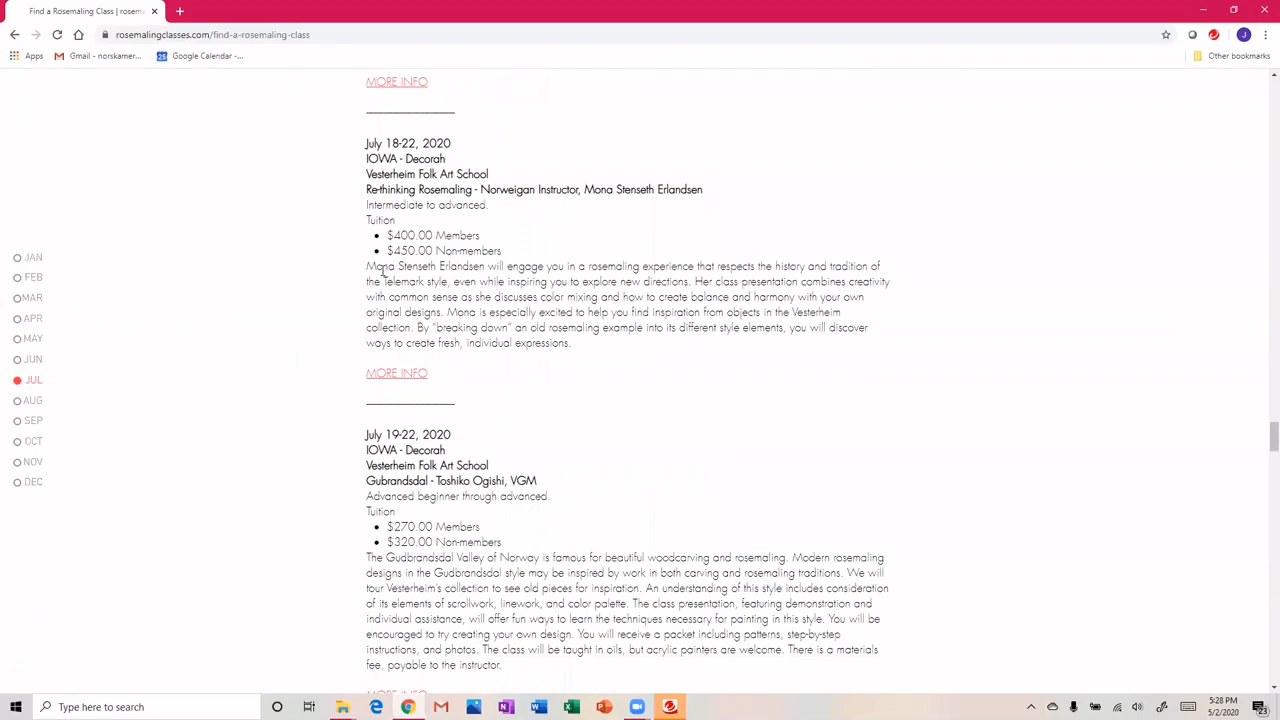 Find a Rosemaling Class | rosem
rosemalingclasses.com/find-a-rosemaling-class
J
Apps
Gmail - norskamer...
25
Google Calendar -...
Other bookmarks
MORE INFO
July 18-22, 2020
IOWA - Decorah
Vesterheim Folk Art School
Re-thinking Rosemaling - Norweigan Instructor, Mona Stenseth Erlandsen
Intermediate to advanced.
Tuition
• $400.00 Members
• $450.00 Non-members
Mona Stenseth Erlandsen will engage you in a rosemaling experience that respects the history and tradition of
the Telemark style, even while inspiring you to explore new directions. Her class presentation combines creativity
with common sense as she discusses color mixing and how to create balance and harmony with your own
original designs. Mona is especially excited to help you find inspiration from objects in the Vesterheim
collection. By “breaking down” an old rosemaling example into its different style elements, you will discover
ways to create fresh, individual expressions.
MORE INFO
July 19-22, 2020
IOWA - Decorah
Vesterheim Folk Art School
Gubrandsdal - Toshiko Ogishi, VGM
Advanced beginner through advanced.
Tuition
• $270.00 Members
• $320.00 Non-members
The Gudbrandsdal Valley of Norway is famous for beautiful woodcarving and rosemaling. Modern rosemaling
designs in the Gudbrandsdal style may be inspired by work in both carving and rosemaling traditions. We will
tour Vesterheim's collection to see old pieces for inspiration. An understanding of this style includes consideration
of its elements of scrollwork, linework, and color palette. The class presentation, featuring demonstration and
individual assistance, will offer fun ways to learn the techniques necessary for painting in this style. You will be
encouraged to try creating your own design. You will receive a packet including patterns, step-by-step
instructions, and photos. The class will be taught in oils, but acrylic painters are welcome. There is a materials
fee, payable to the instructor.
MORE INFO
JAN
FEB
MAR
APR
MAY
JUN
JUL
AUG
SEP
OCT
NOV
DEC
Type here to search
5:28 PM
5/2/2020
23